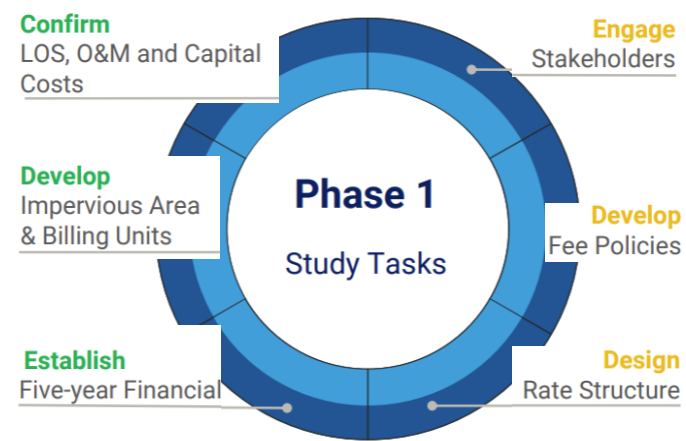 Confirm
LOS, O&M and Capital
Costs
Develop
Impervious Area
& Billing Units
Establish
Five-year Financial
Phase 1
Study Tasks
Engage
Stakeholders
Develop
Fee Policies
Design
Rate Structure